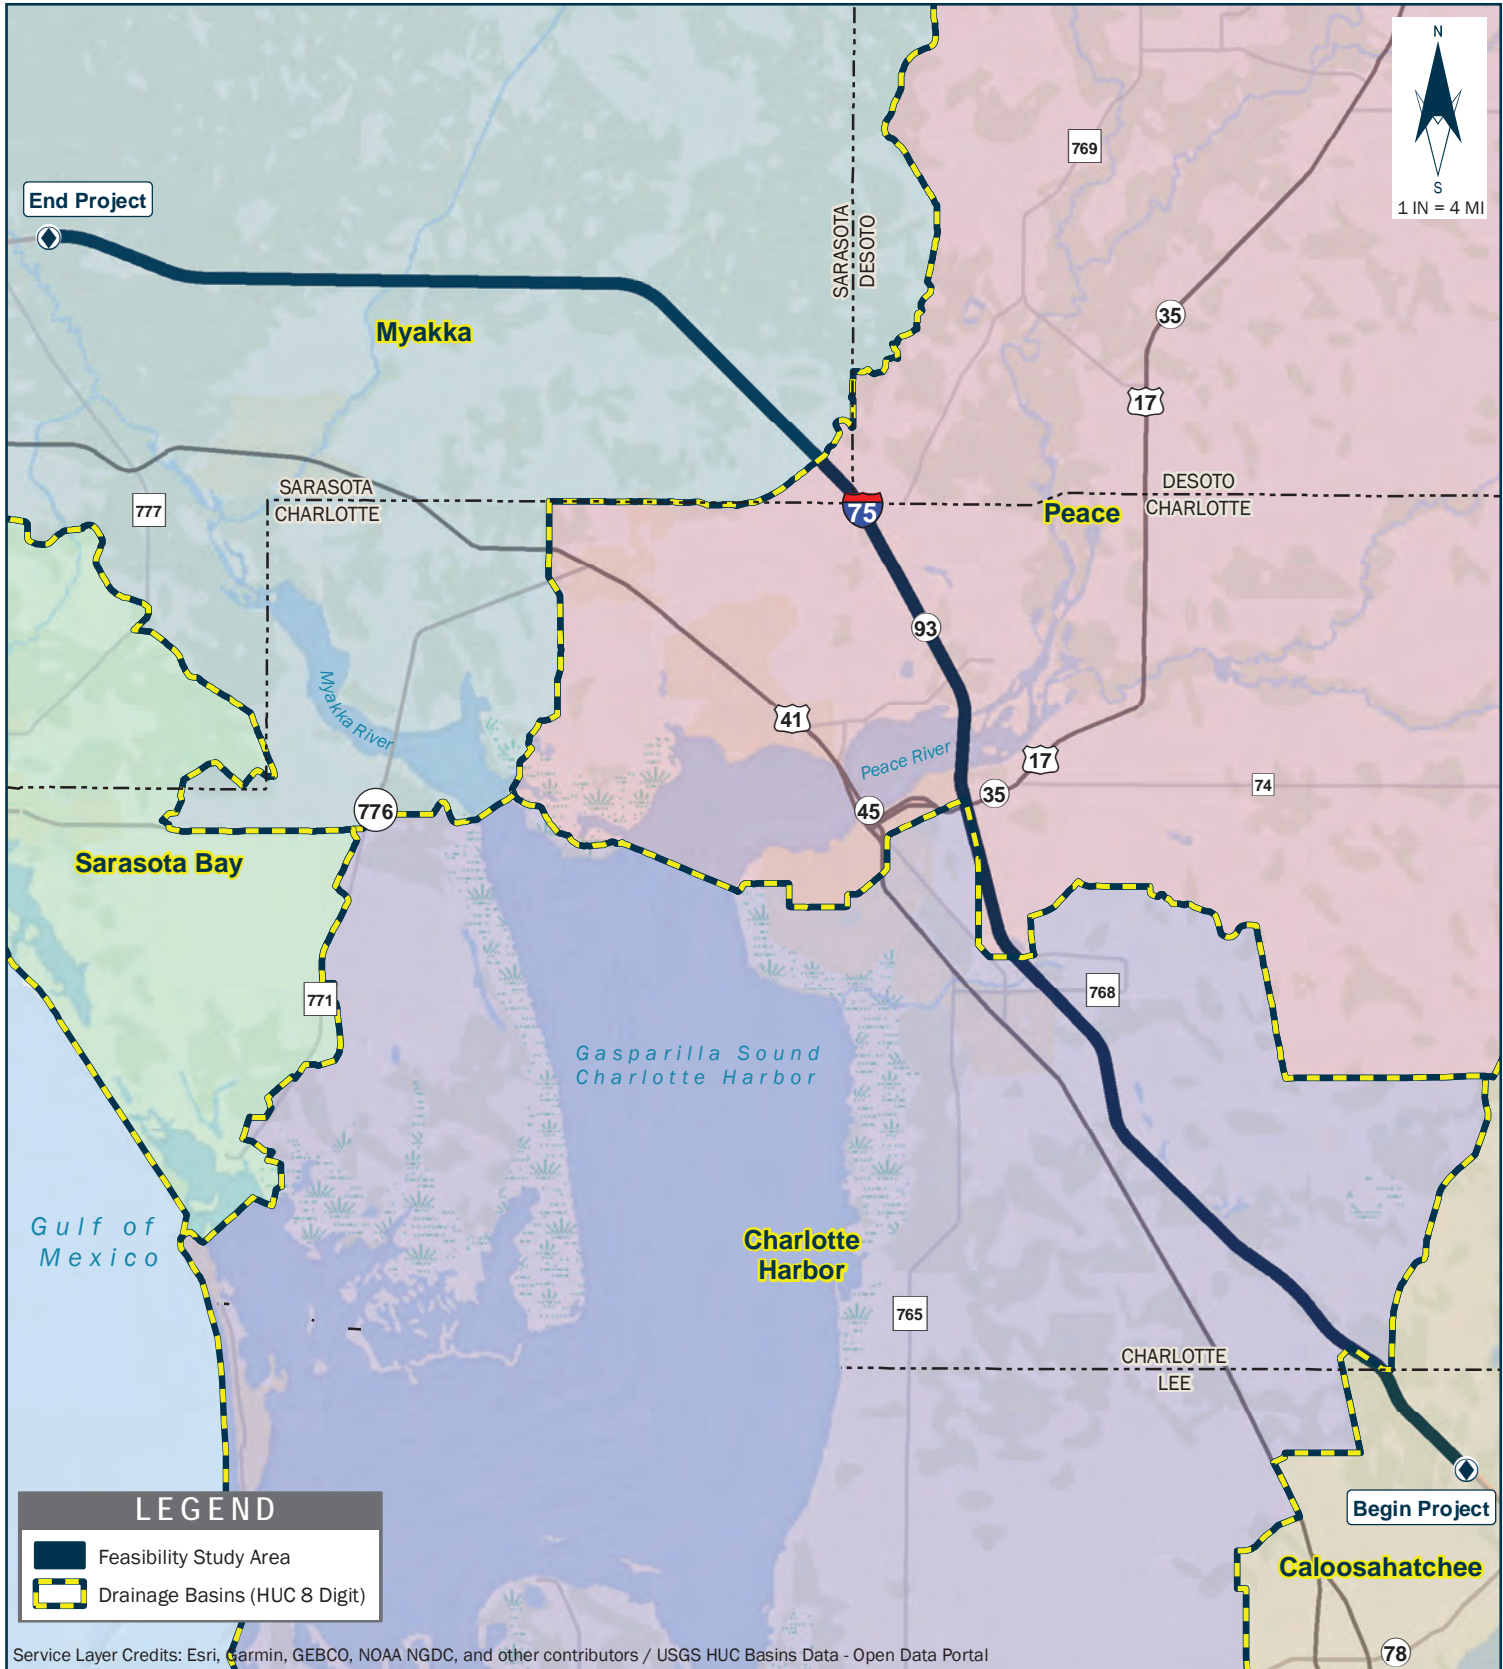 N
S
1 IN = 4 MI
769
End Project
SARASOTA
DESOTO
35
Myakka
17
SARASOTA
CHARLOTTE
DESOTO
CHARLOTTE
777
75
Peace
93
Myakka River
41
Peace River
17
74
35
45
776
Sarasota Bay
771
768
Gasparilla Sound
Charlotte Harbor
Gulf of
Mexico
Charlotte
Harbor
765
CHARLOTTE
LEE
Begin Project
LEGEND
Feasibility Study Area
Drainage Basins (HUC 8 Digit)
Caloosahatchee
78
Service Layer Credits: Esri, Garmin, GEBCO, NOAA NGDC, and other contributors / USGS HUC Basins Data - Open Data Portal